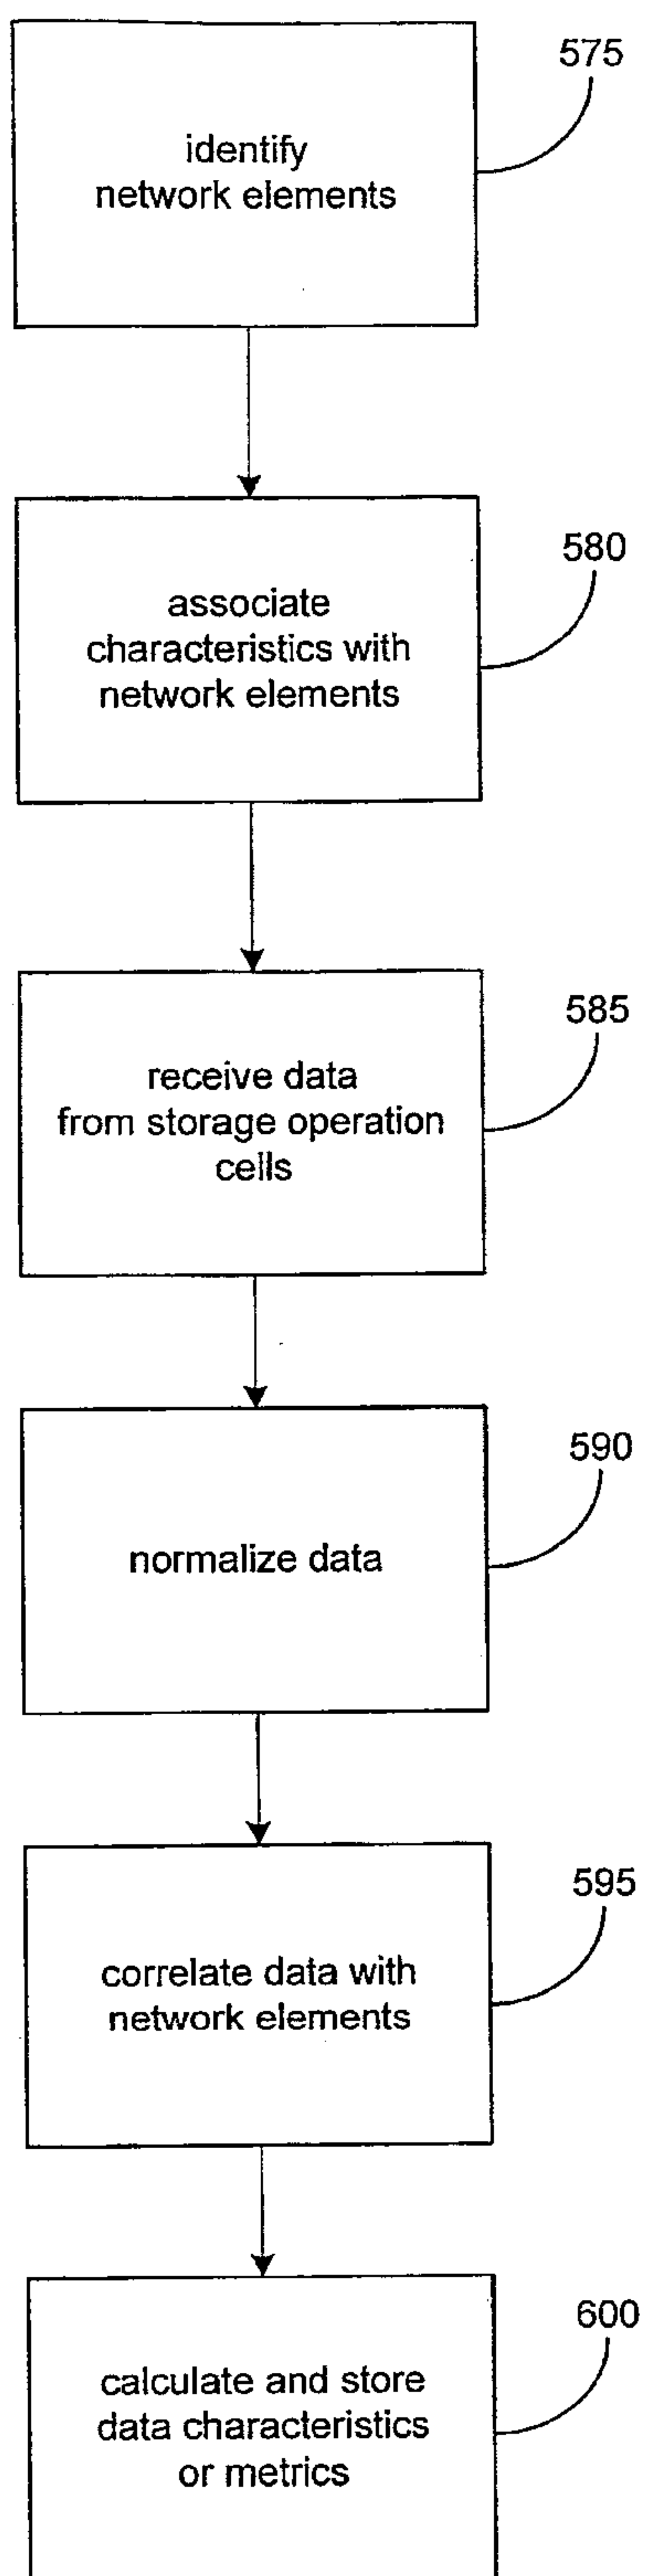 575
identify
network elements
580
associate
characteristics with
network elements
585
receive data
from storage operation
cells
590
normalize data
595
correlate data with
network elements
600
calculate and store
data characteristics
or metrics